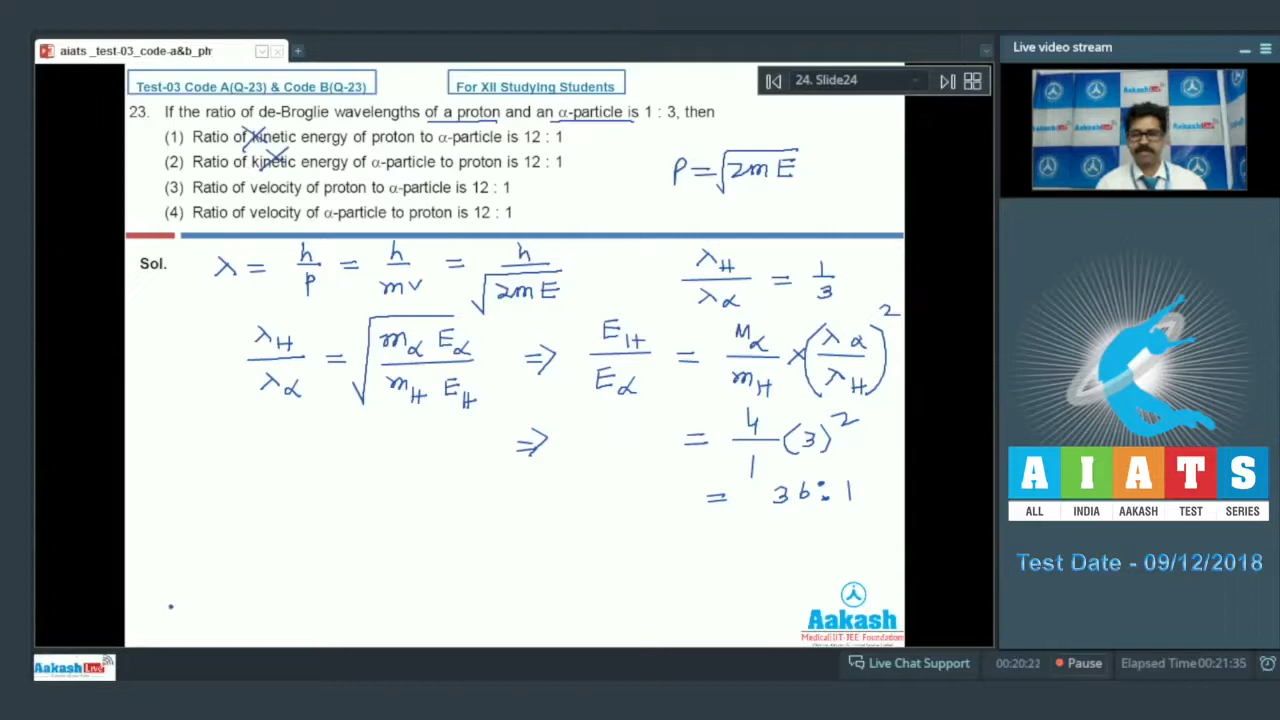 aiats _test-03_code-a&b_ph
Live video stream
Test-03 Code A(Q-23) & Code B(Q-23)
For XII Studying Students
24. Slide24
23. If the ratio of de-Broglie wavelengths of a proton and an α-particle is 1 : 3, then
(1) Ratio of kinetic energy of proton to α-particle is 12 : 1
(2) Ratio of kinetic energy of α-particle to proton is 12 : 1
(3) Ratio of velocity of proton to α-particle is 12 : 1
(4) Ratio of velocity of α-particle to proton is 12 : 1
P = √2mE
Sol.
λ = h/p = h/mv = h/√2mE
λH/λα = 1/3
λH/λα = √(mα Eα / mH EH) ⇒ EH/Eα = Mα/mH × (λα/λH)²
⇒ = 4/1 (3)²
= 36 : 1
A I A T S
ALL INDIA AAKASH TEST SERIES
Test Date - 09/12/2018
Aakash
Medical|IIT-JEE|Foundations
Aakash Live
Live Chat Support
00:20:22
Pause
Elapsed Time 00:21:35